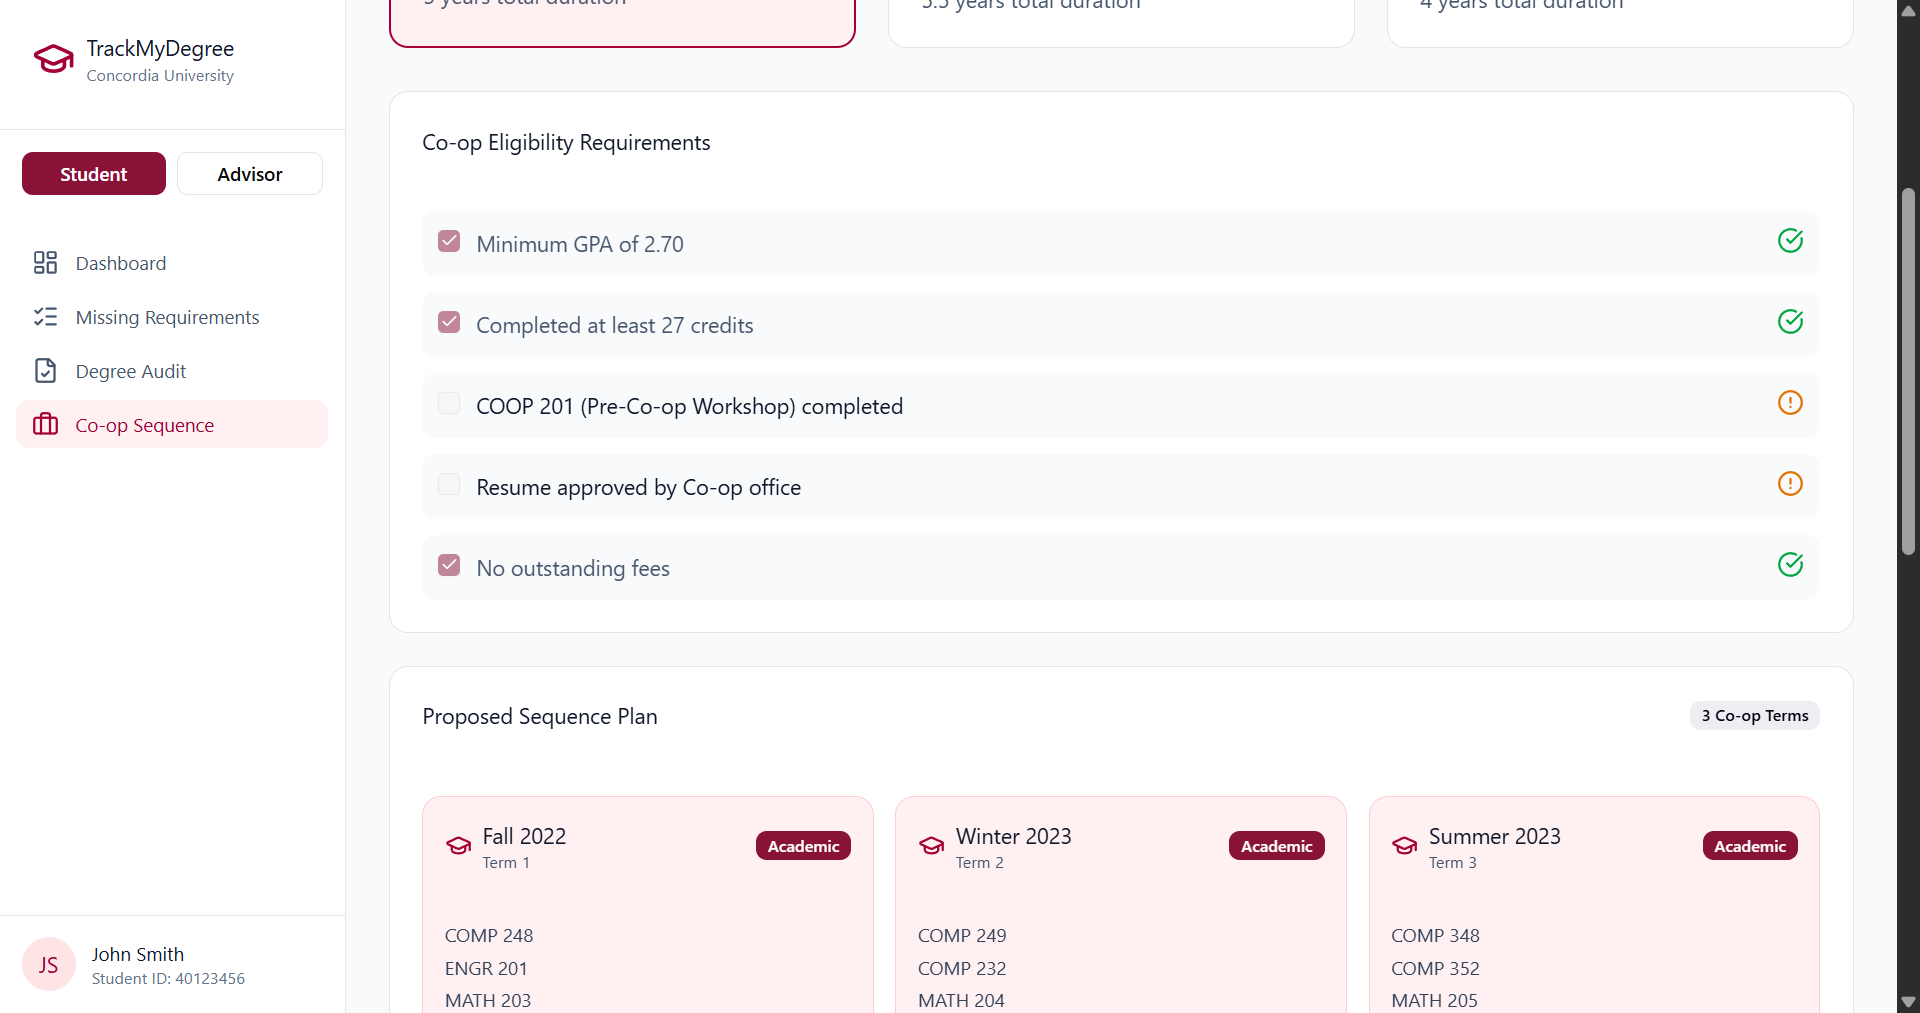 TrackMyDegree
Concordia University
Student
Advisor
Dashboard
Missing Requirements
Degree Audit
Co-op Sequence
John Smith
JS
Student ID: 40123456
years total duration
5.5 years total duration
4 years total duration
Co-op Eligibility Requirements
Minimum GPA of 2.70
Completed at least 27 credits
COOP 201 (Pre-Co-op Workshop) completed
Resume approved by Co-op office
No outstanding fees
Proposed Sequence Plan
3 Co-op Terms
Fall 2022
Term 1
Academic
COMP 248
ENGR 201
MATH 203
Winter 2023
Term 2
Academic
COMP 249
COMP 232
MATH 204
Summer 2023
Term 3
Academic
COMP 348
COMP 352
MATH 205